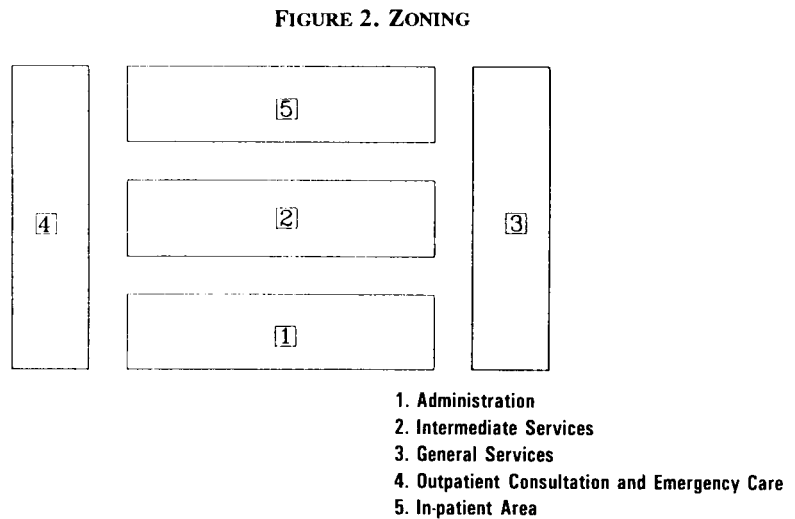 FIGURE 2. ZONING
5
4
2
3
1
1. Administration
2. Intermediate Services
3. General Services
4. Outpatient Consultation and Emergency Care
5. In-patient Area